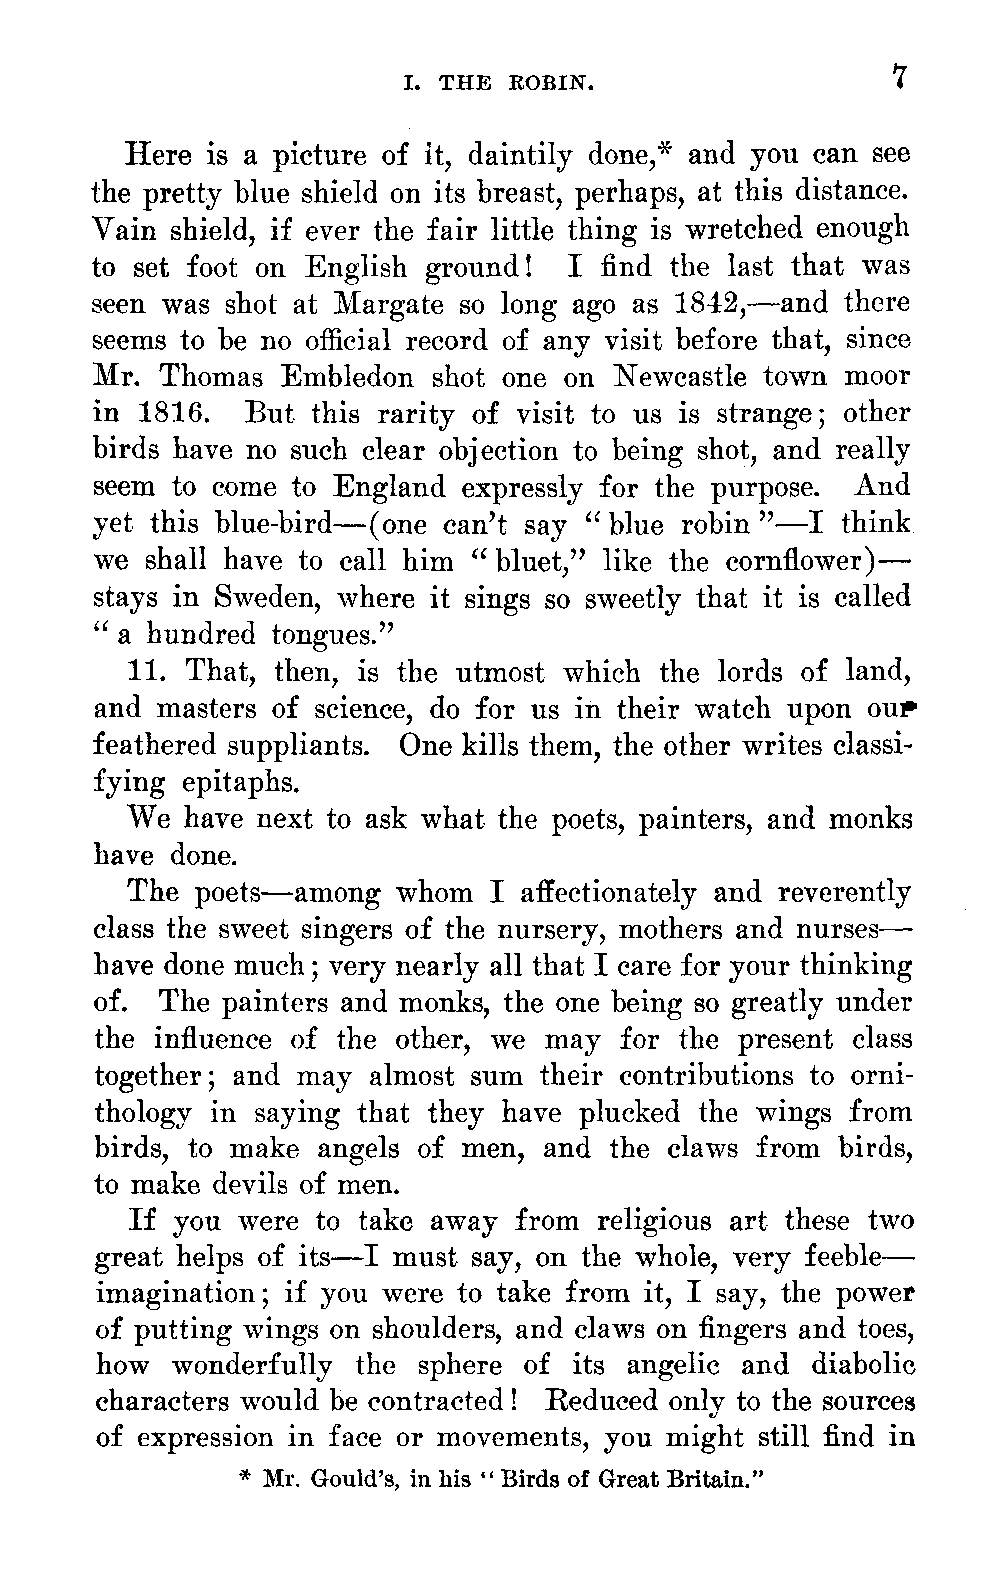 I. THE ROBIN. 7
Here is a picture of it, daintily done,* and you can see
the pretty blue shield on its breast, perhaps, at this distance.
Vain shield, if ever the fair little thing is wretched enough
to set foot on English ground! I find the last that was
seen was shot at Margate so long ago as 1842,—and there
seems to be no official record of any visit before that, since
Mr. Thomas Embledon shot one on Newcastle town moor
in 1816. But this rarity of visit to us is strange; other
birds have no such clear objection to being shot, and really
seem to come to England expressly for the purpose. And
yet this blue-bird—(one can't say "blue robin"—I think
we shall have to call him "bluet," like the cornflower)—
stays in Sweden, where it sings so sweetly that it is called
"a hundred tongues."
11. That, then, is the utmost which the lords of land,
and masters of science, do for us in their watch upon our
feathered suppliants. One kills them, the other writes classi-
fying epitaphs.
We have next to ask what the poets, painters, and monks
have done.
The poets—among whom I affectionately and reverently
class the sweet singers of the nursery, mothers and nurses—
have done much; very nearly all that I care for your thinking
of. The painters and monks, the one being so greatly under
the influence of the other, we may for the present class
together; and may almost sum their contributions to orni-
thology in saying that they have plucked the wings from
birds, to make angels of men, and the claws from birds,
to make devils of men.
If you were to take away from religious art these two
great helps of its—I must say, on the whole, very feeble—
imagination; if you were to take from it, I say, the power
of putting wings on shoulders, and claws on fingers and toes,
how wonderfully the sphere of its angelic and diabolic
characters would be contracted! Reduced only to the sources
of expression in face or movements, you might still find in
* Mr. Gould's, in his "Birds of Great Britain."